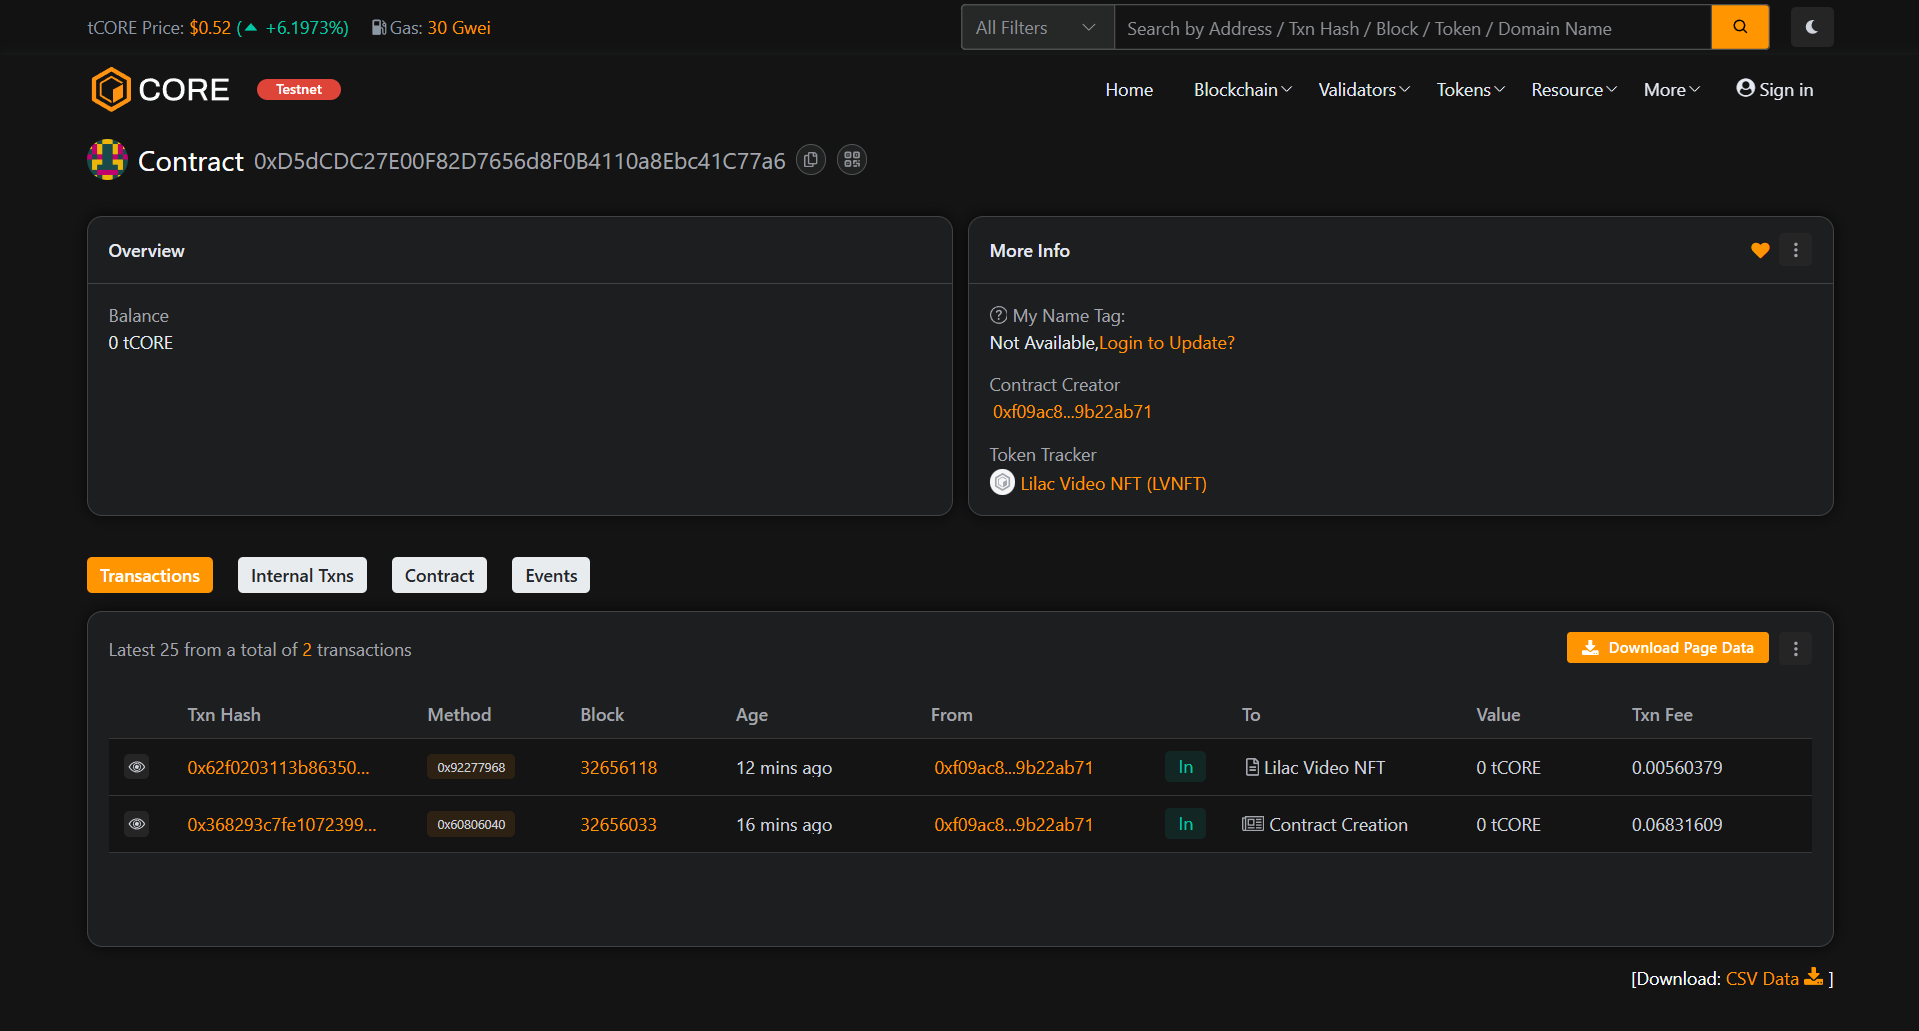 tCORE Price: $0.52 (▲ +6.1973%) Gas: 30 Gwei
All Filters Search by Address / Txn Hash / Block / Token / Domain Name
CORE Testnet Home Blockchain Validators Tokens Resource More Sign in
Contract 0xD5dCDC27E00F82D7656d8F0B4110a8Ebc41C77a6
Overview
Balance
0 tCORE
More Info
My Name Tag:
Not Available,Login to Update?
Contract Creator
0xf09ac8...9b22ab71
Token Tracker
Lilac Video NFT (LVNFT)
Transactions Internal Txns Contract Events
Latest 25 from a total of 2 transactions Download Page Data
Txn Hash Method Block Age From To Value Txn Fee
0x62f0203113b86350... 0x92277968 32656118 12 mins ago 0xf09ac8...9b22ab71 In Lilac Video NFT 0 tCORE 0.00560379
0x368293c7fe1072399... 0x60806040 32656033 16 mins ago 0xf09ac8...9b22ab71 In Contract Creation 0 tCORE 0.06831609
[Download: CSV Data ]